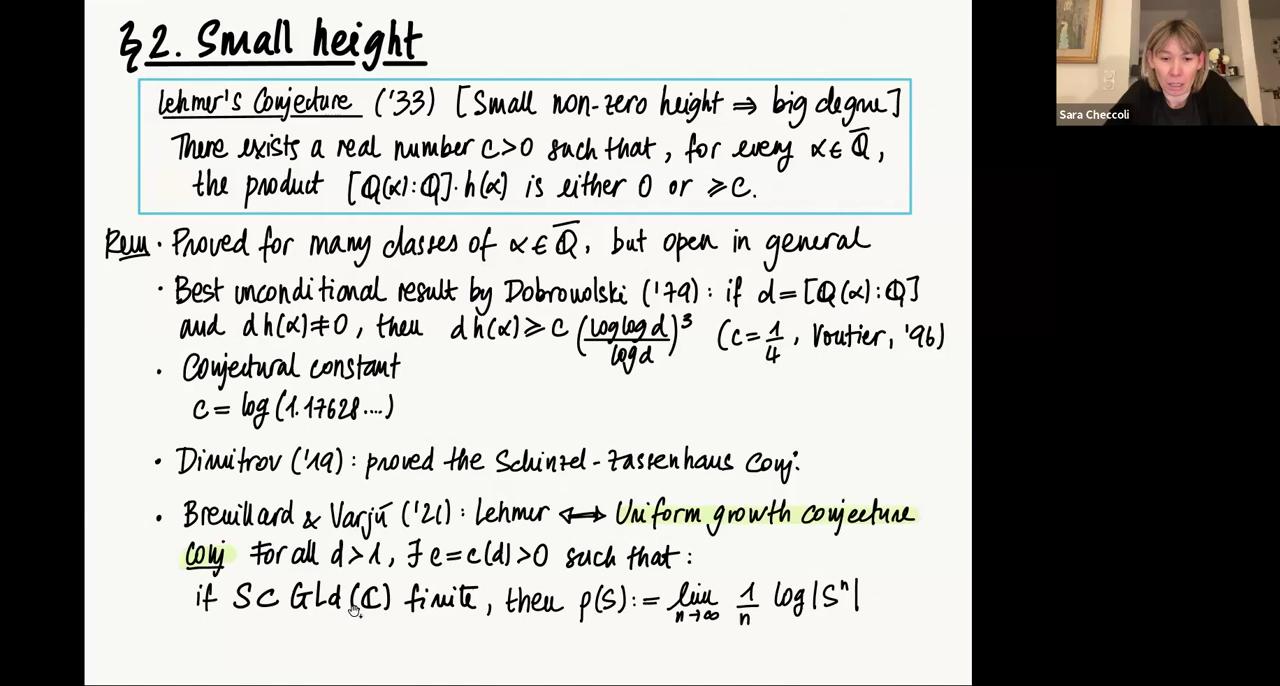 §2. Small height
Lehmer's Conjecture ('33) [Small non-zero height ⇒ big degree]
There exists a real number c>0 such that, for every α∈Q̅,
the product [Q(α):Q]·h(α) is either 0 or ⩾c.
Rem · Proved for many classes of α∈Q̅, but open in general
· Best unconditional result by Dobrowolski ('79): if d=[Q(α):Q]
and dh(α)≠0, then dh(α)⩾c (loglog d / log d)³ (c=1/4, Voutier, '96)
· Conjectural constant
c = log(1.17628....)
· Dimitrov ('19): proved the Schinzel-Zassenhaus conj.
· Breuillard & Varjú ('21): Lehmer ⟺ Uniform growth conjecture
Conj For all d>1, ∃ c=c(d)>0 such that:
if S⊂GLd(C) finite, then ρ(S):= lim n→∞ 1/n log|Sⁿ|
Sara Checcoli